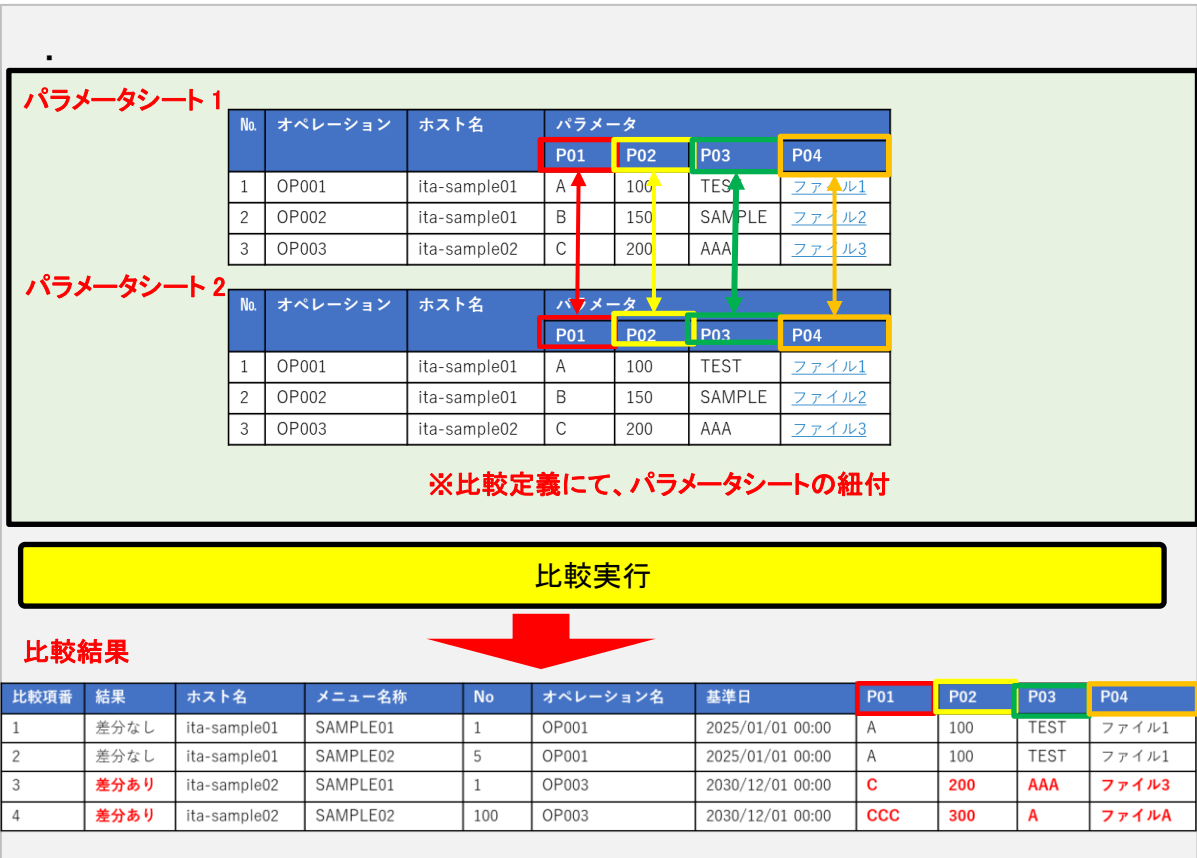 .
パラメータシート 1
No. オペレーション ホスト名 パラメータ
P01 P02 P03 P04
1 OP001 ita-sample01 A 100 TEST ファイル1
2 OP002 ita-sample01 B 150 SAMPLE ファイル2
3 OP003 ita-sample02 C 200 AAA ファイル3
パラメータシート 2
No. オペレーション ホスト名 パラメータ
P01 P02 P03 P04
1 OP001 ita-sample01 A 100 TEST ファイル1
2 OP002 ita-sample01 B 150 SAMPLE ファイル2
3 OP003 ita-sample02 C 200 AAA ファイル3
※比較定義にて、パラメータシートの紐付
比較実行
比較結果
比較項番 結果 ホスト名 メニュー名称 No オペレーション名 基準日 P01 P02 P03 P04
1 差分なし ita-sample01 SAMPLE01 1 OP001 2025/01/01 00:00 A 100 TEST ファイル1
2 差分なし ita-sample01 SAMPLE02 5 OP001 2025/01/01 00:00 A 100 TEST ファイル1
3 差分あり ita-sample02 SAMPLE01 1 OP003 2030/12/01 00:00 C 200 AAA ファイル3
4 差分あり ita-sample02 SAMPLE02 100 OP003 2030/12/01 00:00 CCC 300 A ファイルA